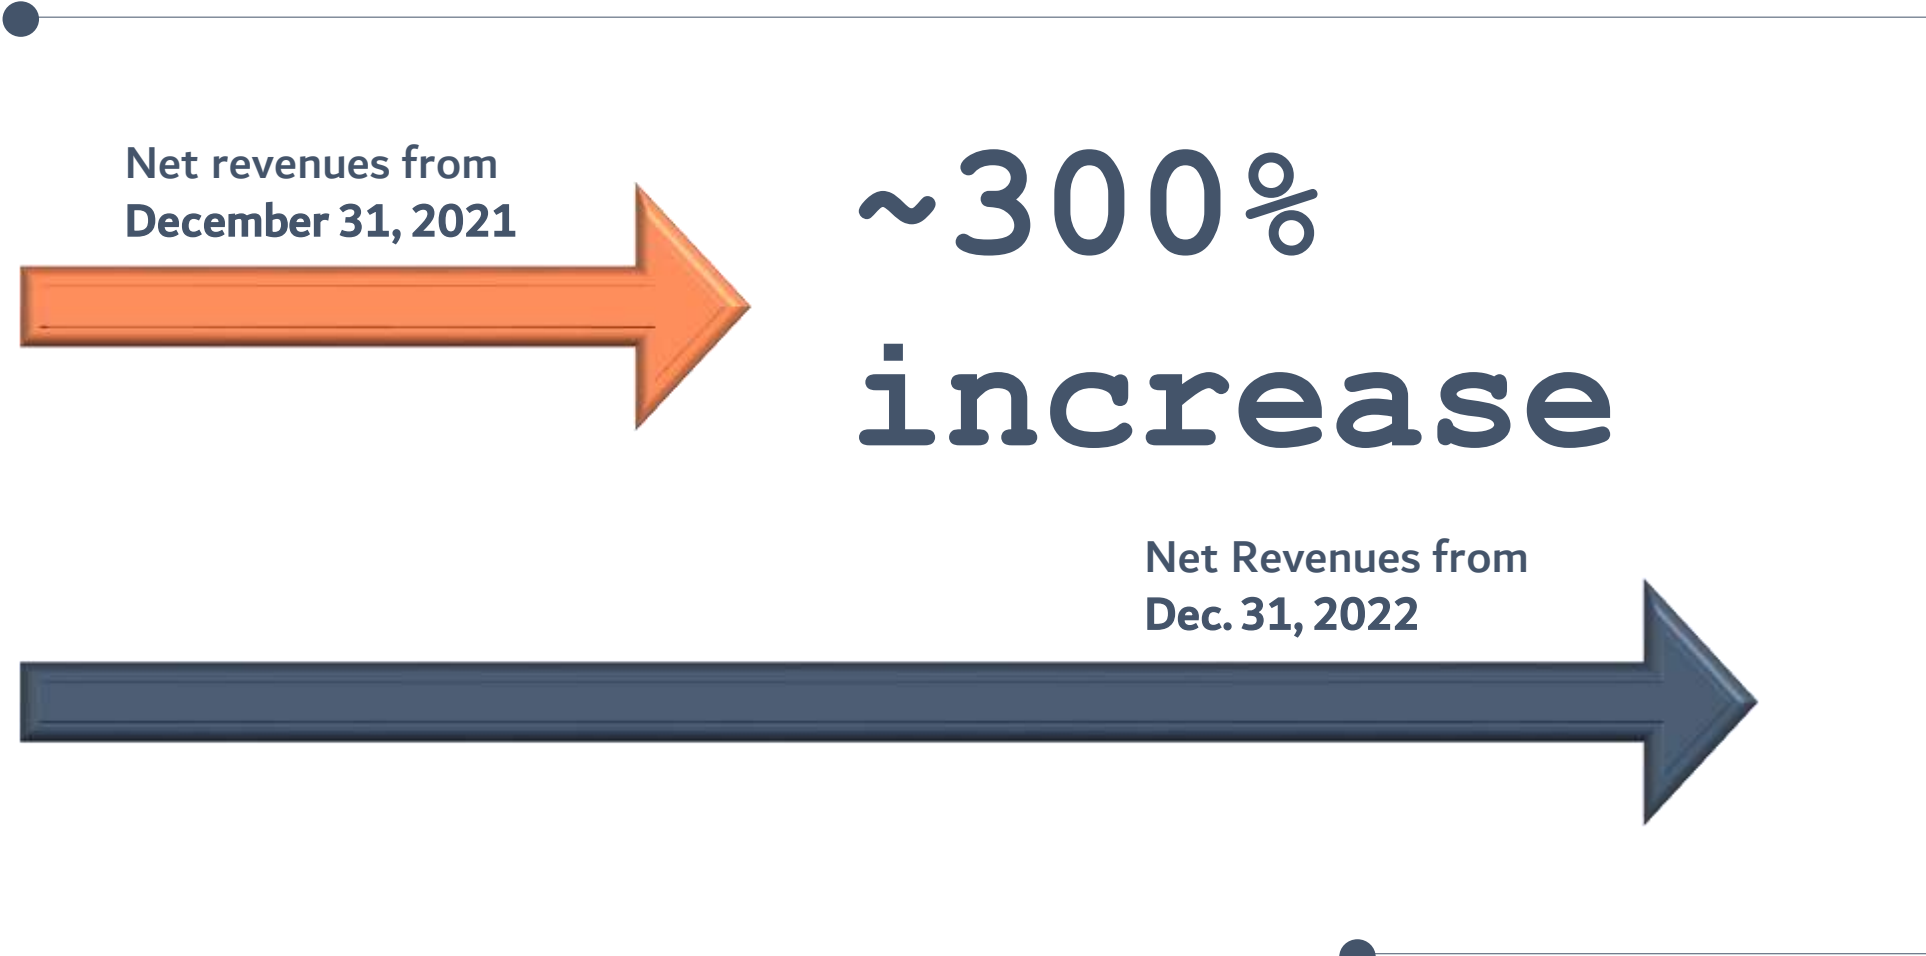 Net revenues from
December 31, 2021
~300%
increase
Net Revenues from
Dec. 31, 2022